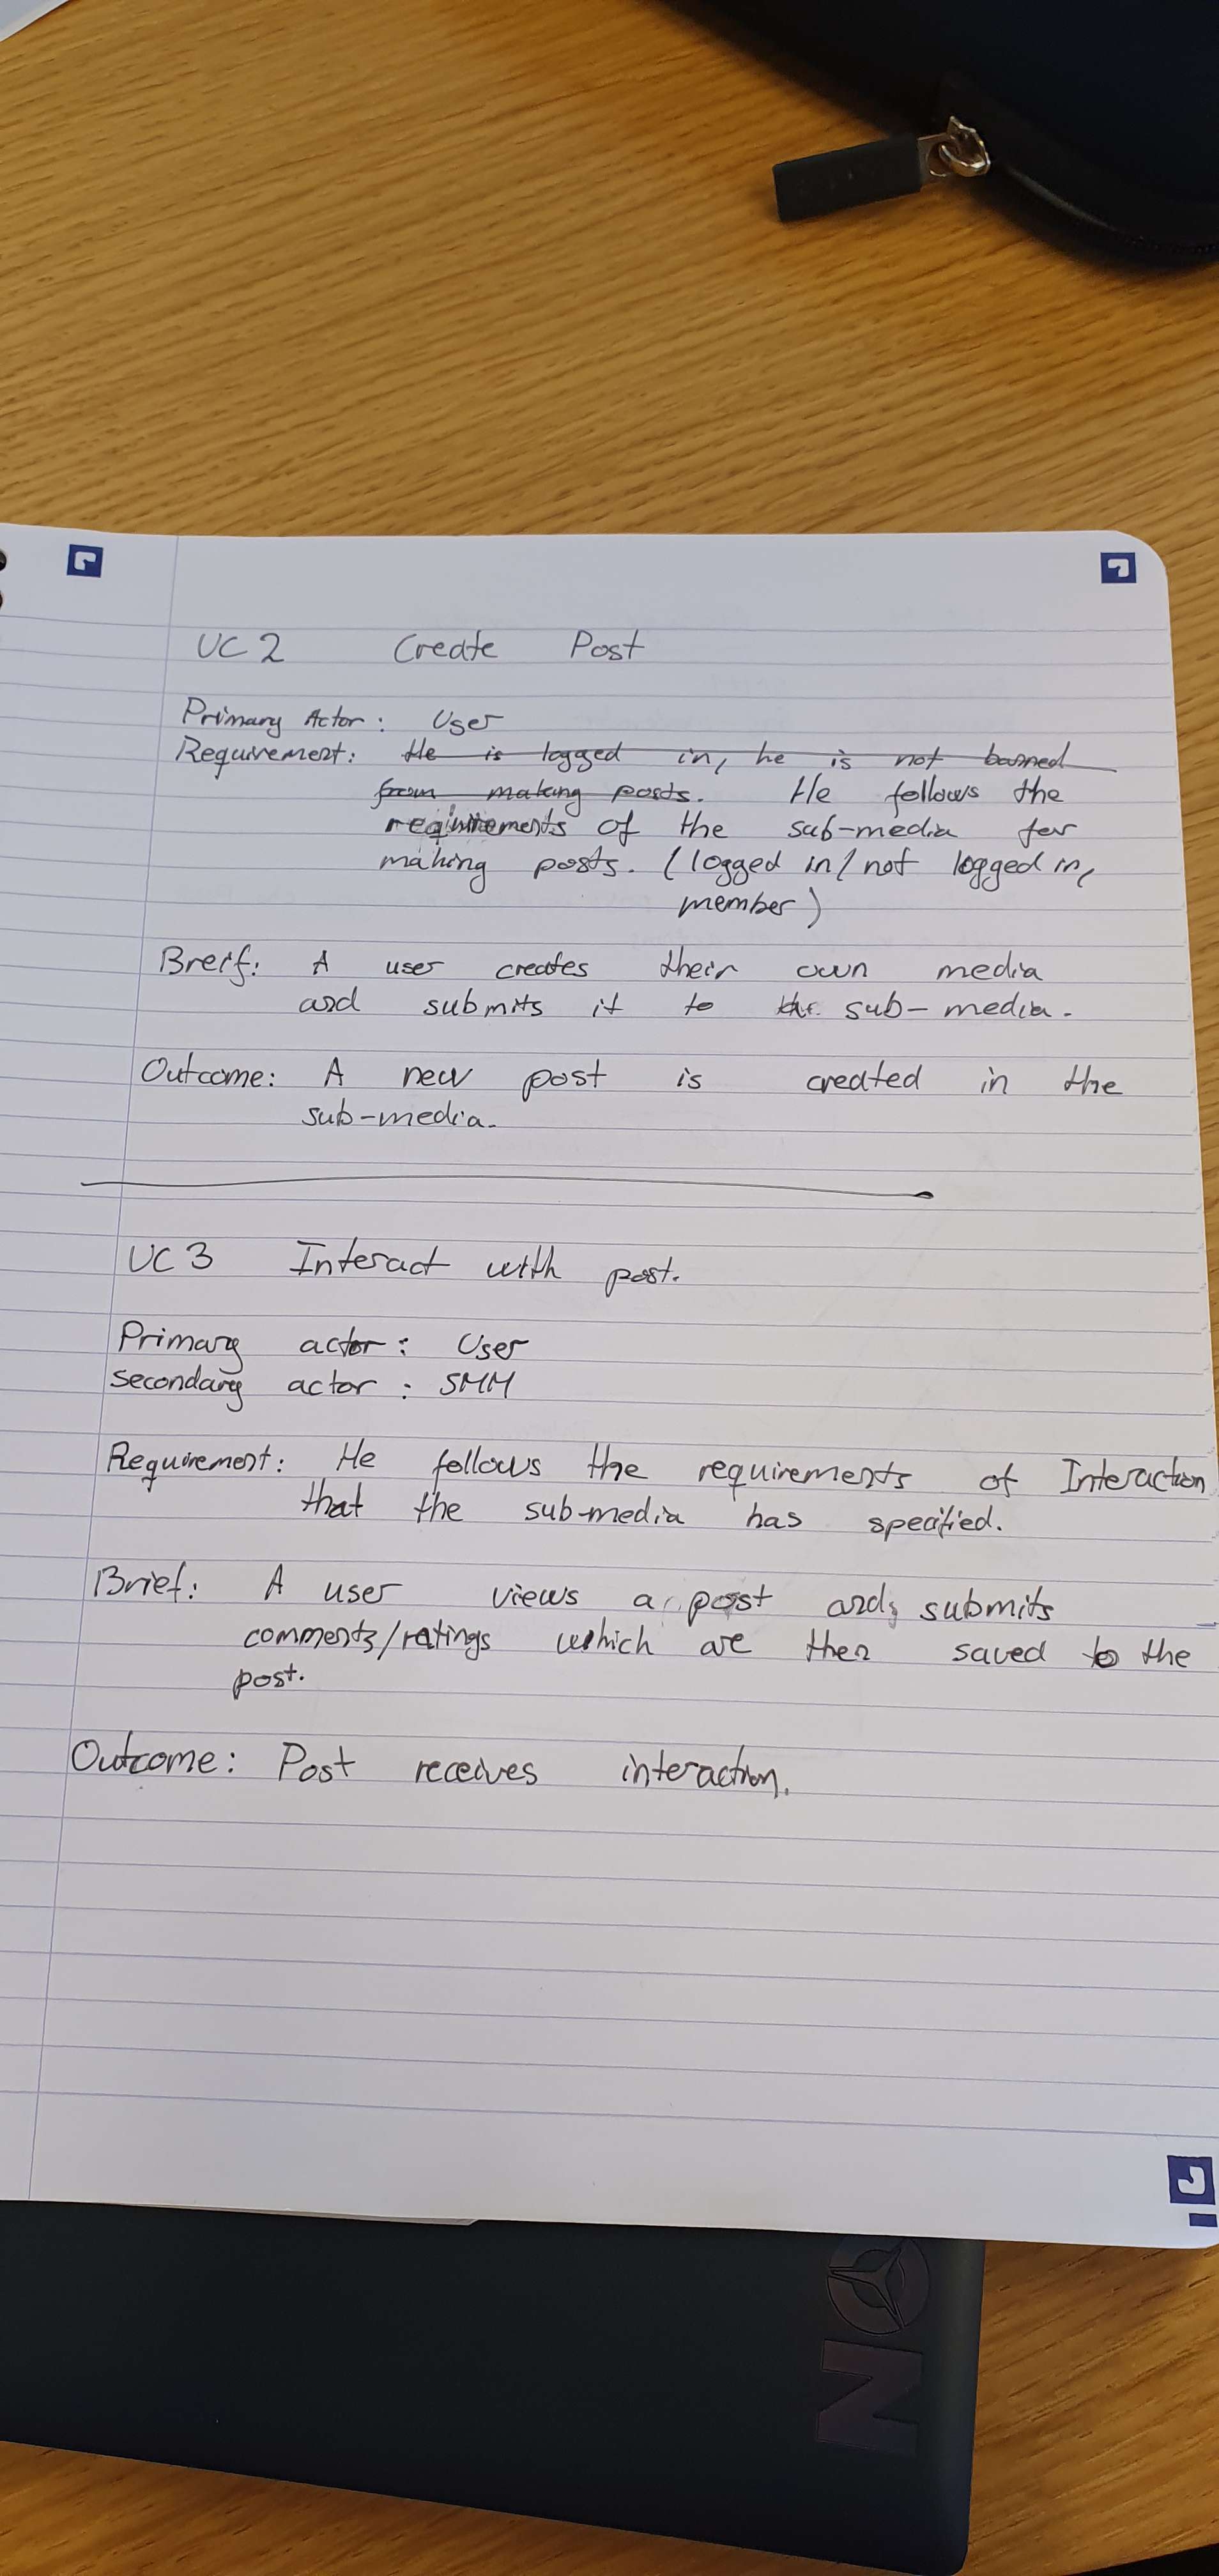 UC 2 Create Post
Primary Actor: User
Requirement: He is logged in, he is not banned
from making posts. He follows the
requirements of the sub-media for
making posts. (logged in/not logged in,
member)
Breif: A user creates their own media
and submits it to the sub-media.
Outcome: A new post is created in the
sub-media.
UC 3 Interact with post.
Primary actor: User
Secondary actor: SMM
Requirement: He follows the requirements of Interaction
that the sub-media has specified.
Brief: A user views a post and, submits
comments/ratings which are then saved to the
post.
Outcome: Post receives interaction.
NO